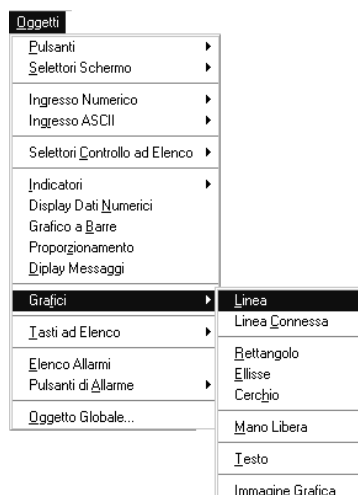 Oggetti
Pulsanti
Selettori Schermo
Ingresso Numerico
Ingresso ASCII
Selettori Controllo ad Elenco
Indicatori
Display Dati Numerici
Grafico a Barre
Proporzionamento
Diplay Messaggi
Grafici
Tasti ad Elenco
Elenco Allarmi
Pulsanti di Allarme
Oggetto Globale...
Linea
Linea Connessa
Rettangolo
Ellisse
Cerchio
Mano Libera
Testo
Immagine Grafica